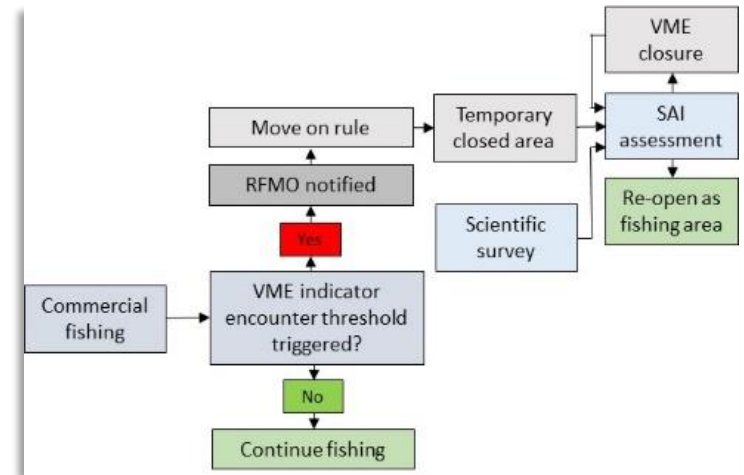 VME
closure
Move on rule
Temporary
closed area
SAI
assessment
RFMO notified
Re-open as
fishing area
Scientific
survey
Yes
Commercial
fishing
VME indicator
encounter threshold
triggered?
No
Continue fishing